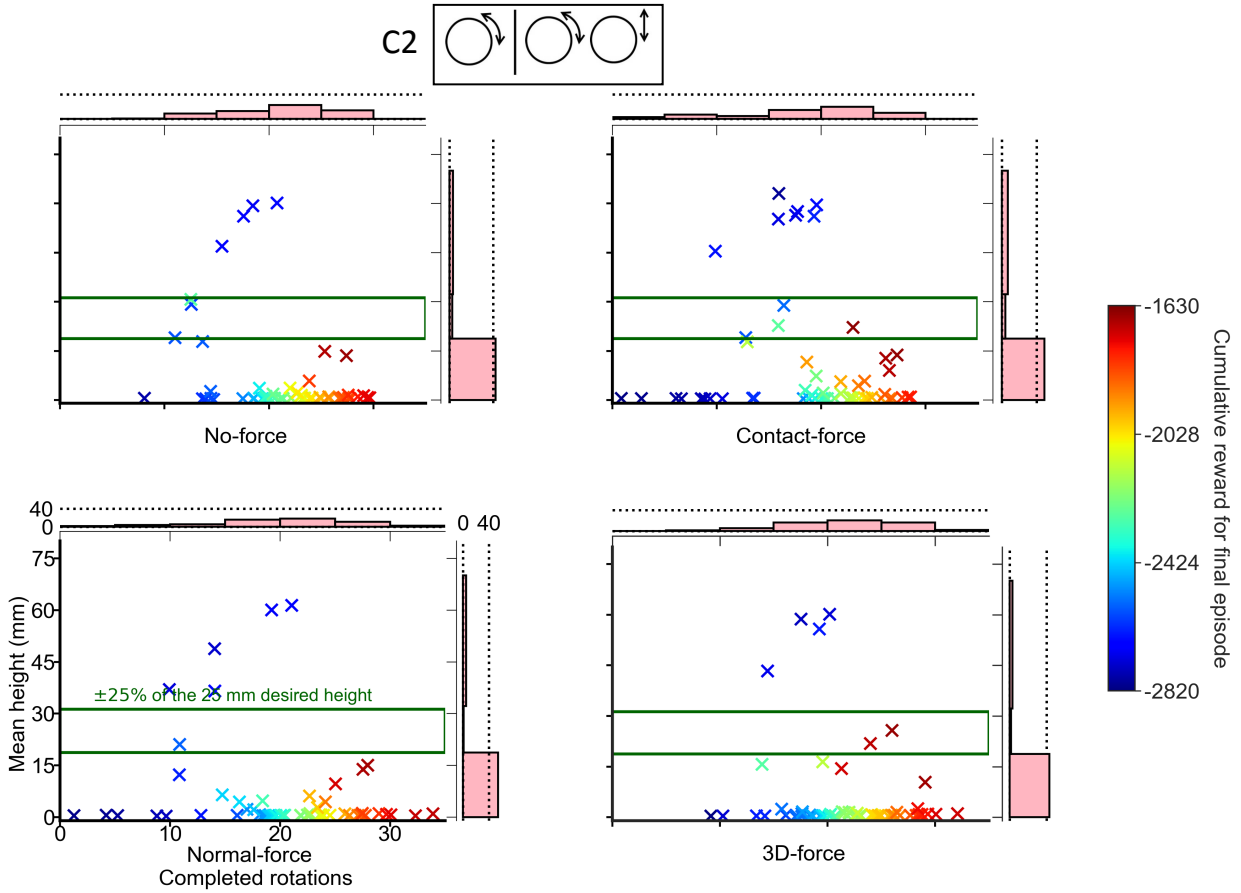 C2
No-force
Contact-force
40
0
0 40
75
60
45
30
15
0
Mean height (mm)
±25% of the 25 mm desired height
0
10
20
30
Normal-force
Completed rotations
3D-force
-1630
-2028
-2424
-2820
Cumulative reward for final episode